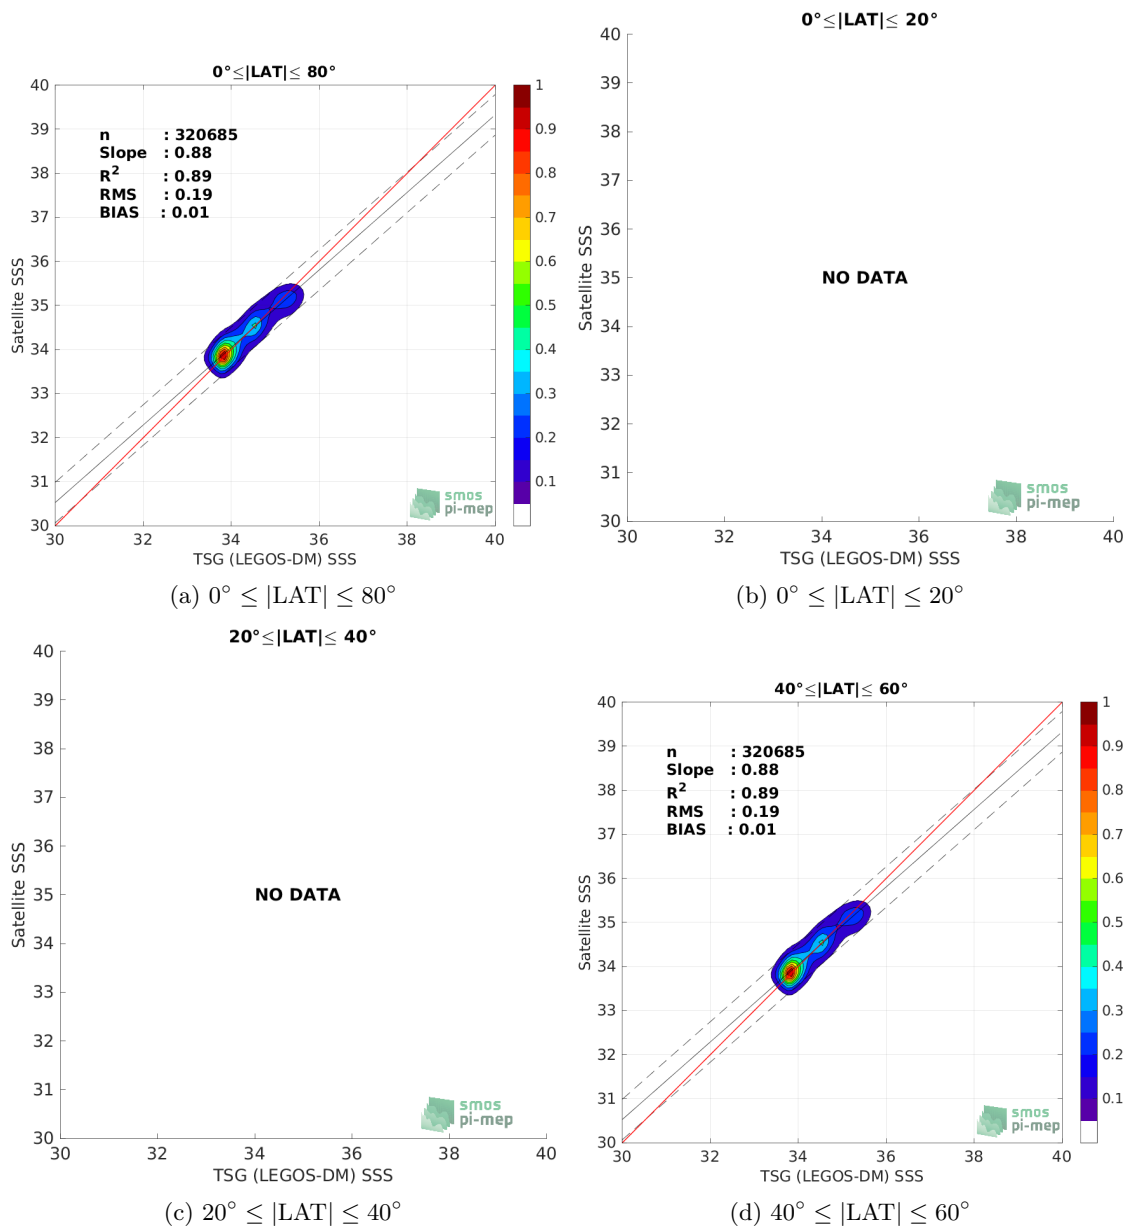 0°≤|LAT|≤ 80°
40
39
38
37
36
35
34
33
32
31
30
Satellite SSS
n : 320685
Slope : 0.88
R² : 0.89
RMS : 0.19
BIAS : 0.01
smos
pi-mep
30 32 34 36 38 40
TSG (LEGOS-DM) SSS
1
0.9
0.8
0.7
0.6
0.5
0.4
0.3
0.2
0.1
(a) 0° ≤ |LAT| ≤ 80°
0°≤|LAT|≤ 20°
40
39
38
37
36
35
34
33
32
31
30
Satellite SSS
NO DATA
smos
pi-mep
30 32 34 36 38 40
TSG (LEGOS-DM) SSS
(b) 0° ≤ |LAT| ≤ 20°
20°≤|LAT|≤ 40°
40
39
38
37
36
35
34
33
32
31
30
Satellite SSS
NO DATA
smos
pi-mep
30 32 34 36 38 40
TSG (LEGOS-DM) SSS
(c) 20° ≤ |LAT| ≤ 40°
40°≤|LAT|≤ 60°
40
39
38
37
36
35
34
33
32
31
30
Satellite SSS
n : 320685
Slope : 0.88
R² : 0.89
RMS : 0.19
BIAS : 0.01
smos
pi-mep
30 32 34 36 38 40
TSG (LEGOS-DM) SSS
1
0.9
0.8
0.7
0.6
0.5
0.4
0.3
0.2
0.1
(d) 40° ≤ |LAT| ≤ 60°